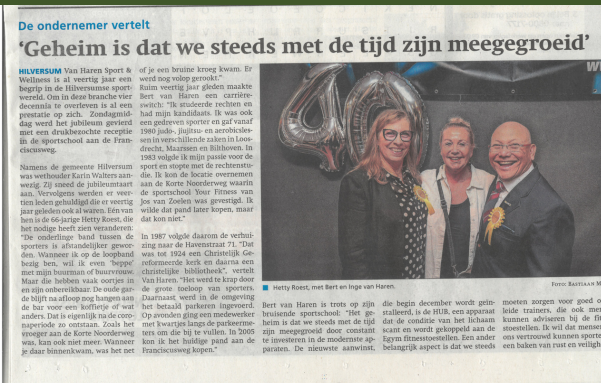 De ondernemer vertelt
‘Geheim is dat we steeds met de tijd zijn meegegroeid’
HILVERSUM Van Haren Sport &
Wellness is al veertig jaar een
begrip in de Hilversumse sport-
wereld. Om in deze branche vier
decennia te overleven is al een
prestatie op zich. Zondagmid-
dag werd het jubileum gevierd
met een drukbezochte receptie
in de sportschool aan de Fran-
ciscusweg.
Namens de gemeente Hilversum
was wethouder Karin Walters aan-
wezig. Zij sneed de jubileumtaart
aan. Vervolgens werden er veer-
tien leden gehuldigd die er veertig
jaar geleden ook al waren. Eén van
hen is de 66-jarige Hetty Roest, die
het nodige heeft zien veranderen:
"De onderlinge band tussen de
sporters is afstandelijker gewor-
den. Wanneer ik op de loopband
bezig ben, wil ik even 'beppe'
met mijn buurman of buurvrouw.
Maar die hebben vaak oortjes in
en zijn onbereikbaar. De oude gar-
de blijft na afloop nog hangen aan
de bar voor een koffietje of wat
anders. Dat is eigenlijk na de coro-
naperiode zo ontstaan. Zoals het
vroeger aan de Korte Noorderweg
was, kan ook niet meer. Wanneer
je daar binnenkwam, was het net
of je een bruine kroeg kwam. Er
werd nog volop gerookt."
Ruim veertig jaar gleden maakte
Bert van Haren een carrière-
switch: "Ik studeerde rechten en
had mijn kandidaats. Ik was ook
een gedreven sporter en gaf vanaf
1980 judo-, jiujitsu- en aerobicsles-
sen in verschillende zaken in Loos-
drecht, Maarssen en Bilthoven. In
1983 volgde ik mijn passie voor de
sport en stopte met de rechtenstu-
die. Ik kon de locatie overnemen
aan de Korte Noorderweg waarin
de sportschool Your Fitness van
Jos van Zoelen was gevestigd. Ik
wilde dat pand later kopen, maar
dat kon niet."
In 1987 volgde daarom de verhui-
zing naar de Havenstraat 71. "Dat
was tot 1924 een Christelijk Ge-
reformeerde kerk en daarna een
christelijke bibliotheek", vertelt
Van Haren. "Het werd te krap door
de grote toeloop van sporters.
Daarnaast werd in de omgeving
het betaald parkeren ingevoerd.
Op avonden ging een medewerker
met kwartjes langs de parkeerme-
ters om die bij te vullen. In 2005
kon ik het huidige pand aan de
Franciscusweg kopen."
40
Hetty Roest, met Bert en Inge van Haren.
FOTO: BASTIAAN M
Bert van Haren is trots op zijn
bruisende sportschool: "Het ge-
heim is dat we steeds met de tijd
zijn meegegroeid door constant
te investeren in de modernste ap-
paraten. De nieuwste aanwinst,
die begin december wordt geïn-
stalleerd, is de HUB, een apparaat
dat de conditie van het lichaam
scant en wordt gekoppeld aan de
Egym fitnesstoestellen. Een ander
belangrijk aspect is dat we steeds
moeten zorgen voor goed o
leide trainers, die ook mer
kunnen adviseren bij de fit
stoestellen. Ik wil dat mense
ons vertrouwd kunnen sporte
een baken van rust en veiligh